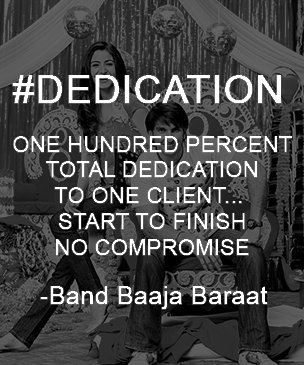 #DEDICATION
ONE HUNDRED PERCENT
TOTAL DEDICATION
TO ONE CLIENT...
START TO FINISH
NO COMPROMISE
-Band Baaja Baraat